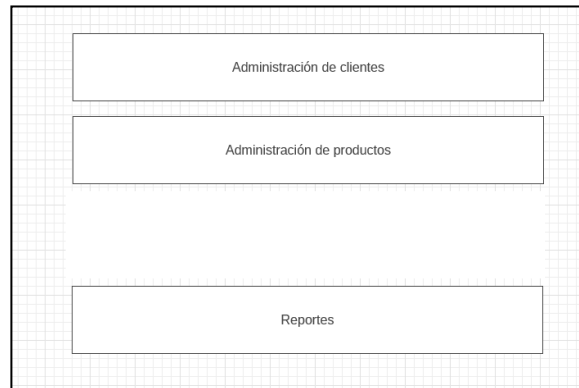 Administración de clientes
Administración de productos
Reportes